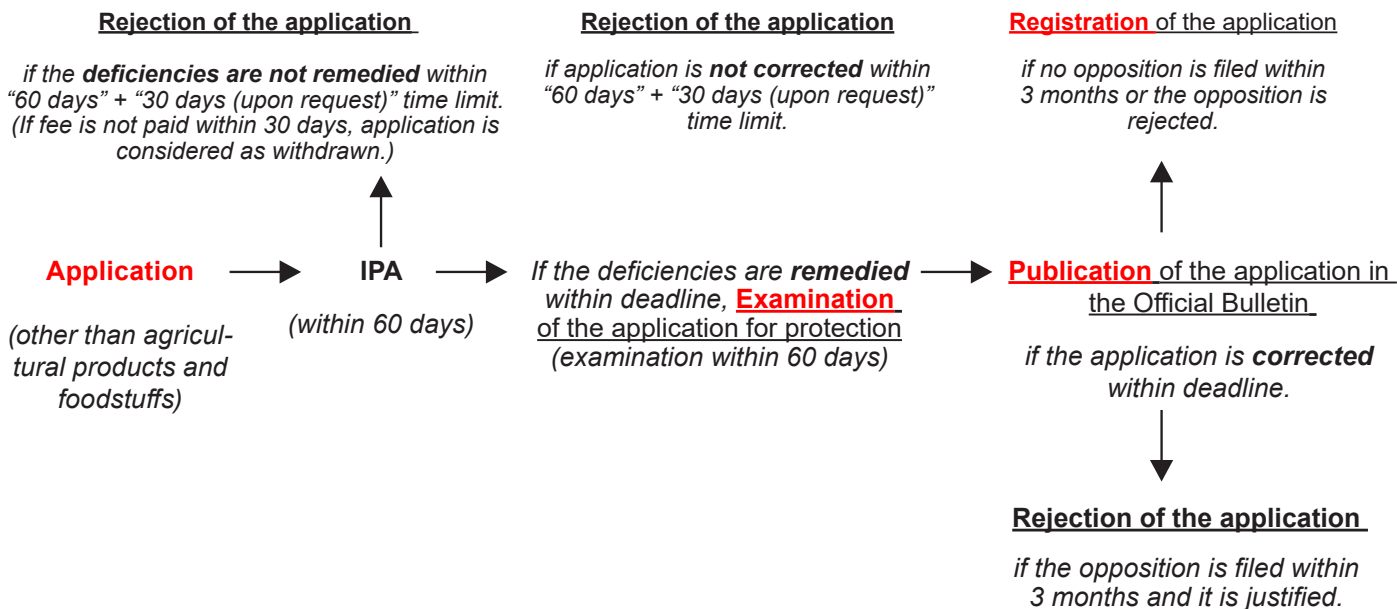 Rejection of the application
if the deficiencies are not remedied within
“60 days” + “30 days (upon request)” time limit.
(If fee is not paid within 30 days, application is
considered as withdrawn.)
Rejection of the application
if application is not corrected within
“60 days” + “30 days (upon request)”
time limit.
Registration of the application
if no opposition is filed within
3 months or the opposition is
rejected.
Application
(other than agricul-
tural products and
foodstuffs)
IPA
(within 60 days)
If the deficiencies are remedied
within deadline, Examination
of the application for protection
(examination within 60 days)
Publication of the application in
the Official Bulletin
if the application is corrected
within deadline.
Rejection of the application
if the opposition is filed within
3 months and it is justified.